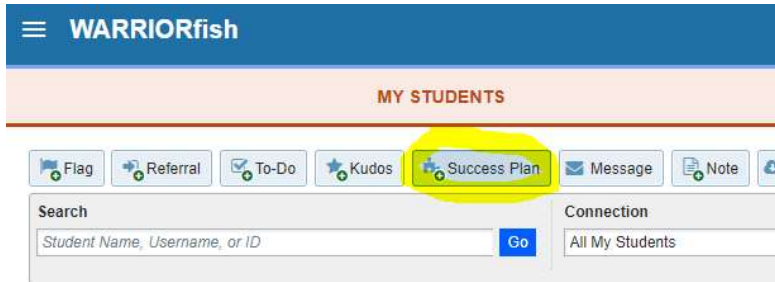 WARRIORfish
MY STUDENTS
Flag Referral To-Do Kudos Success Plan Message Note
Search Connection
Student Name, Username, or ID Go All My Students